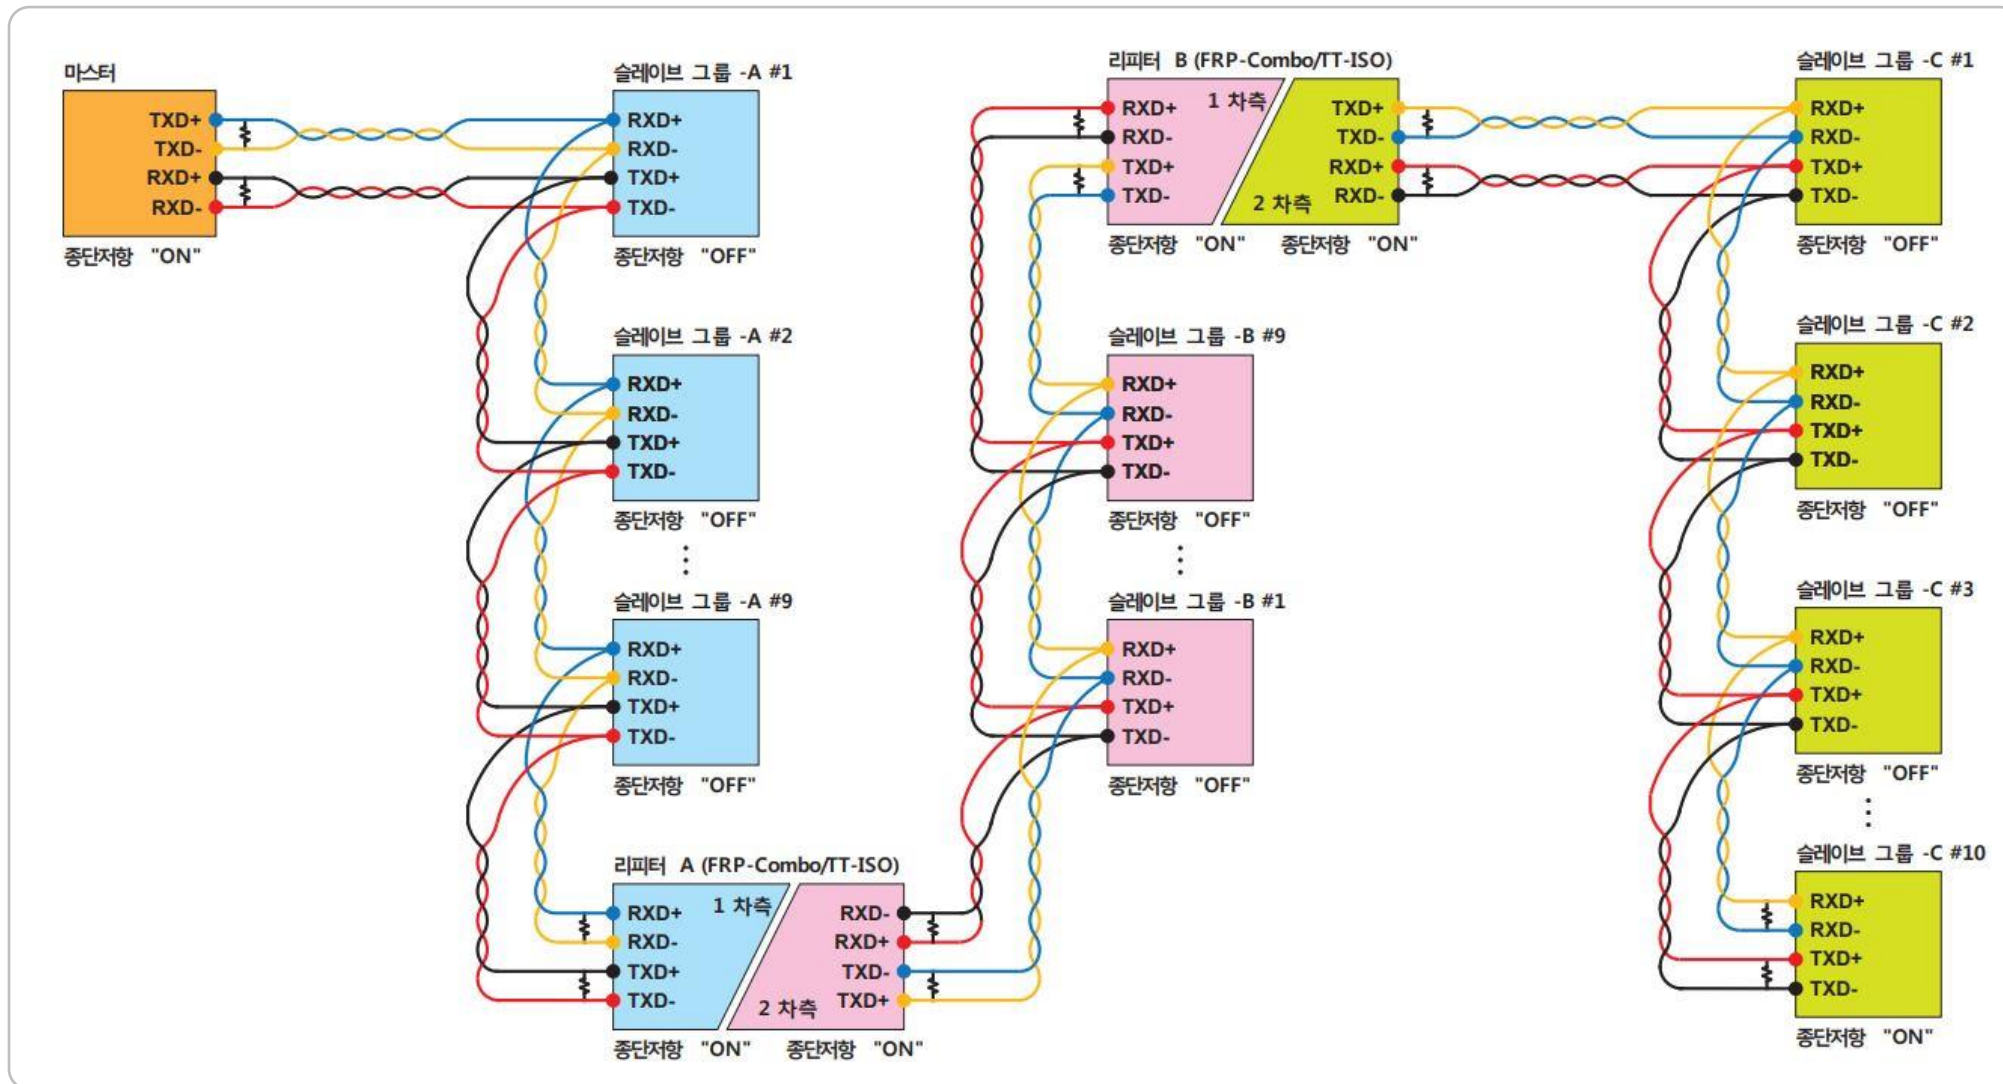 마스터
TXD+
TXD-
RXD+
RXD-
종단저항 "ON"
슬레이브 그룹 -A #1
RXD+
RXD-
TXD+
TXD-
종단저항 "OFF"
슬레이브 그룹 -A #2
RXD+
RXD-
TXD+
TXD-
종단저항 "OFF"
⋮
슬레이브 그룹 -A #9
RXD+
RXD-
TXD+
TXD-
종단저항 "OFF"
리피터 A (FRP-Combo/TT-ISO)
1 차측
RXD+
RXD-
TXD+
TXD-
2 차측
RXD-
RXD+
TXD-
TXD+
종단저항 "ON" 종단저항 "ON"
리피터 B (FRP-Combo/TT-ISO)
1 차측
RXD+
RXD-
TXD+
TXD-
2 차측
TXD+
TXD-
RXD+
RXD-
종단저항 "ON" 종단저항 "ON"
슬레이브 그룹 -B #9
RXD+
RXD-
TXD+
TXD-
종단저항 "OFF"
⋮
슬레이브 그룹 -B #1
RXD+
RXD-
TXD+
TXD-
종단저항 "OFF"
슬레이브 그룹 -C #1
RXD+
RXD-
TXD+
TXD-
종단저항 "OFF"
슬레이브 그룹 -C #2
RXD+
RXD-
TXD+
TXD-
종단저항 "OFF"
슬레이브 그룹 -C #3
RXD+
RXD-
TXD+
TXD-
종단저항 "OFF"
⋮
슬레이브 그룹 -C #10
RXD+
RXD-
TXD+
TXD-
종단저항 "ON"